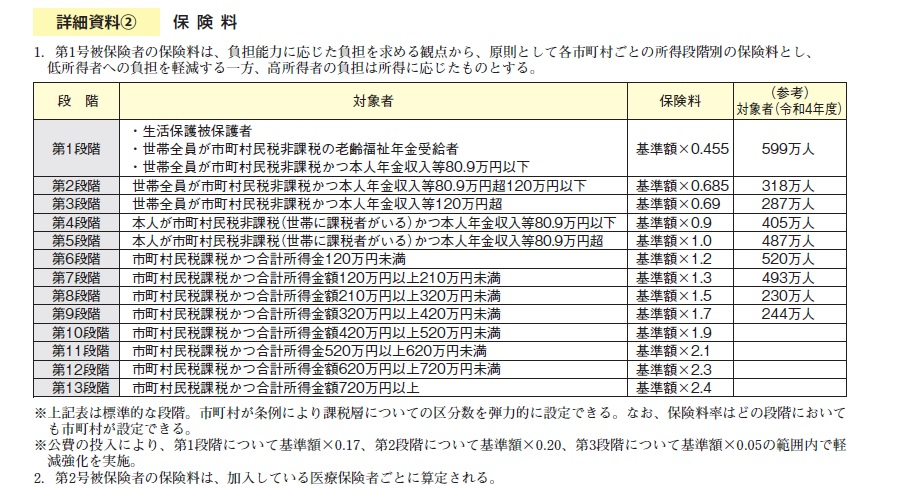 詳細資料② 保険料
1. 第1号被保険者の保険料は、負担能力に応じた負担を求める観点から、原則として各市町村ごとの所得段階別の保険料とし、
低所得者への負担を軽減する一方、高所得者の負担は所得に応じたものとする。
段 階 対象者 保険料 (参考)
対象者(令和4年度)
第1段階 ・生活保護被保護者
・世帯全員が市町村民税非課税の老齢福祉年金受給者
・世帯全員が市町村民税非課税かつ本人年金収入等80.9万円以下 基準額×0.455 599万人
第2段階 世帯全員が市町村民税非課税かつ本人年金収入等80.9万円超120万円以下 基準額×0.685 318万人
第3段階 世帯全員が市町村民税非課税かつ本人年金収入等120万円超 基準額×0.69 287万人
第4段階 本人が市町村民税非課税(世帯に課税者がいる)かつ本人年金収入等80.9万円以下 基準額×0.9 405万人
第5段階 本人が市町村民税非課税(世帯に課税者がいる)かつ本人年金収入等80.9万円超 基準額×1.0 487万人
第6段階 市町村民税課税かつ合計所得金120万円未満 基準額×1.2 520万人
第7段階 市町村民税課税かつ合計所得金額120万円以上210万円未満 基準額×1.3 493万人
第8段階 市町村民税課税かつ合計所得金額210万円以上320万円未満 基準額×1.5 230万人
第9段階 市町村民税課税かつ合計所得金額320万円以上420万円未満 基準額×1.7 244万人
第10段階 市町村民税課税かつ合計所得金額420万円以上520万円未満 基準額×1.9
第11段階 市町村民税課税かつ合計所得金520万円以上620万円未満 基準額×2.1
第12段階 市町村民税課税かつ合計所得金額620万円以上720万円未満 基準額×2.3
第13段階 市町村民税課税かつ合計所得金額720万円以上 基準額×2.4
※上記表は標準的な段階。市町村が条例により課税層についての区分数を弾力的に設定できる。なお、保険料率はどの段階において
も市町村が設定できる。
※公費の投入により、第1段階について基準額×0.17、第2段階について基準額×0.20、第3段階について基準額×0.05の範囲内で軽
減強化を実施。
2. 第2号被保険者の保険料は、加入している医療保険者ごとに算定される。